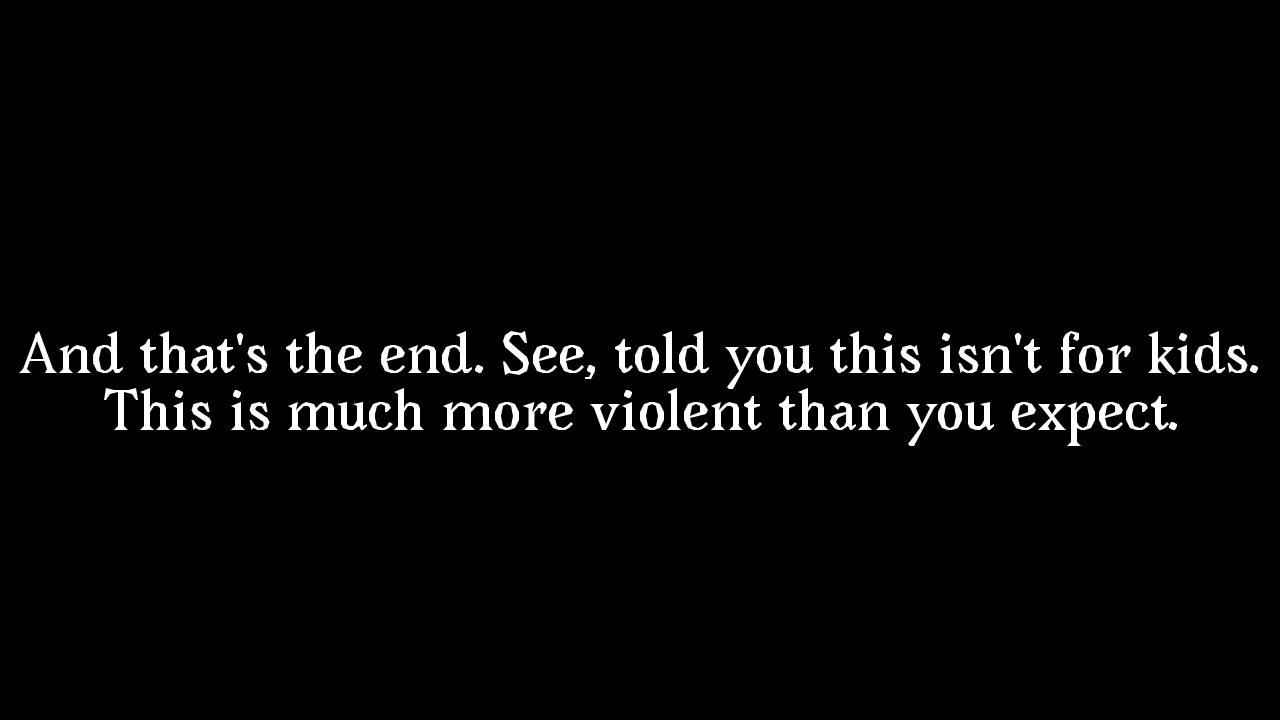 And that's the end. See, told you this isn't for kids.
This is much more violent than you expect.